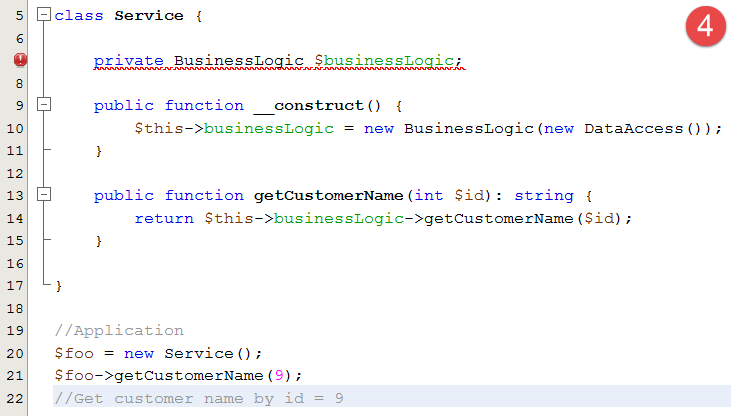 4
5 class Service {
6
private BusinessLogic $businessLogic;
8
9 public function __construct() {
10 $this->businessLogic = new BusinessLogic(new DataAccess());
11 }
12
13 public function getCustomerName(int $id): string {
14 return $this->businessLogic->getCustomerName($id);
15 }
16
17 }
18
19 //Application
20 $foo = new Service();
21 $foo->getCustomerName(9);
22 //Get customer name by id = 9